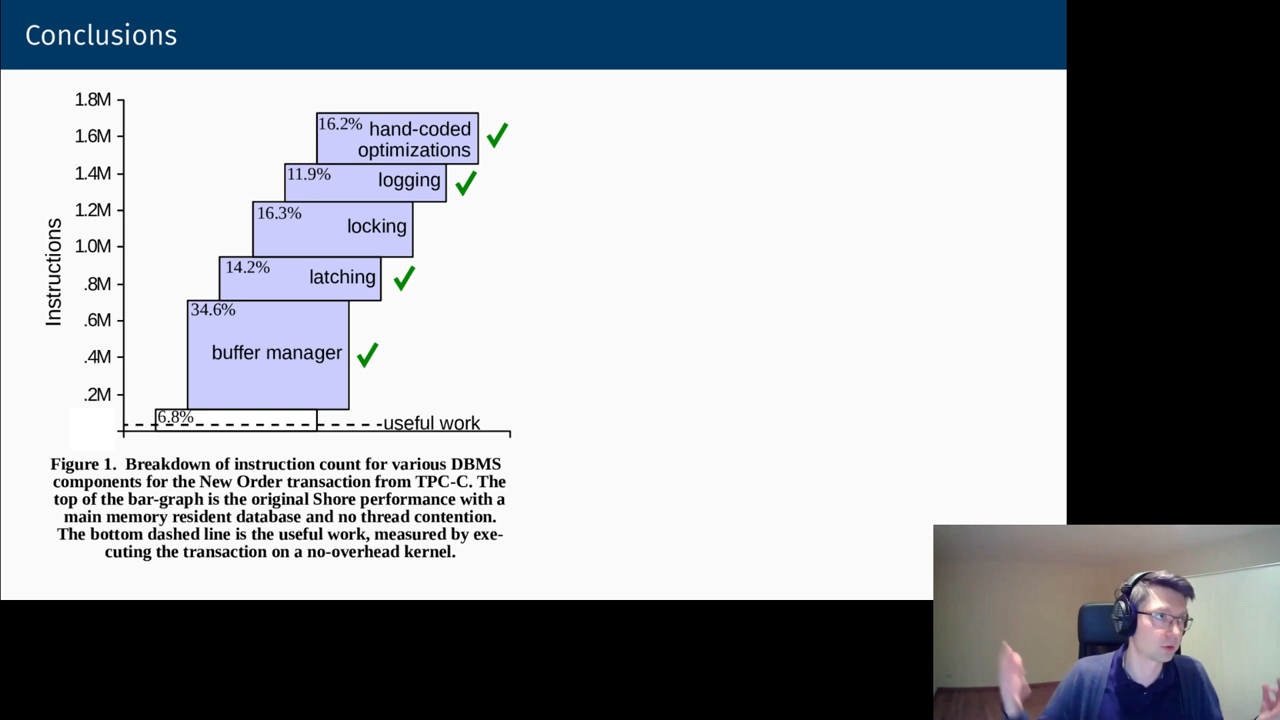 Conclusions
1.8M
1.6M
1.4M
1.2M
1.0M
.8M
.6M
.4M
.2M
Instructions
16.2% hand-coded
optimizations
11.9% logging
16.3%
locking
14.2%
latching
34.6%
buffer manager
6.8%
useful work
Figure 1. Breakdown of instruction count for various DBMS
components for the New Order transaction from TPC-C. The
top of the bar-graph is the original Shore performance with a
main memory resident database and no thread contention.
The bottom dashed line is the useful work, measured by exe-
cuting the transaction on a no-overhead kernel.